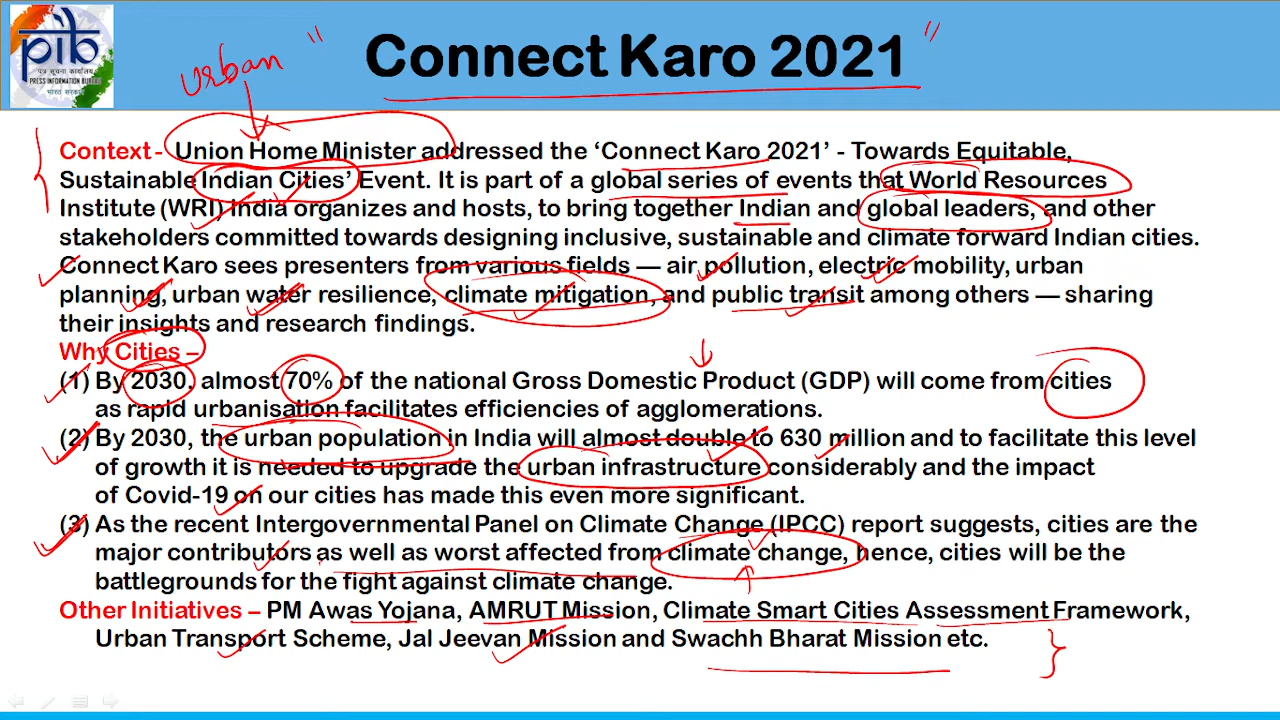 pib
पत्र सूचना कार्यालय
PRESS INFORMATION BUREAU
भारत सरकार
urban
" Connect Karo 2021 "
Context - Union Home Minister addressed the ‘Connect Karo 2021’ - Towards Equitable,
Sustainable Indian Cities’ Event. It is part of a global series of events that World Resources
Institute (WRI) India organizes and hosts, to bring together Indian and global leaders, and other
stakeholders committed towards designing inclusive, sustainable and climate forward Indian cities.
Connect Karo sees presenters from various fields — air pollution, electric mobility, urban
planning, urban water resilience, climate mitigation, and public transit among others — sharing
their insights and research findings.
Why Cities –
(1) By 2030, almost 70% of the national Gross Domestic Product (GDP) will come from cities
as rapid urbanisation facilitates efficiencies of agglomerations.
(2) By 2030, the urban population in India will almost double to 630 million and to facilitate this level
of growth it is needed to upgrade the urban infrastructure considerably and the impact
of Covid-19 on our cities has made this even more significant.
(3) As the recent Intergovernmental Panel on Climate Change (IPCC) report suggests, cities are the
major contributors as well as worst affected from climate change, hence, cities will be the
battlegrounds for the fight against climate change.
Other Initiatives – PM Awas Yojana, AMRUT Mission, Climate Smart Cities Assessment Framework,
Urban Transport Scheme, Jal Jeevan Mission and Swachh Bharat Mission etc.